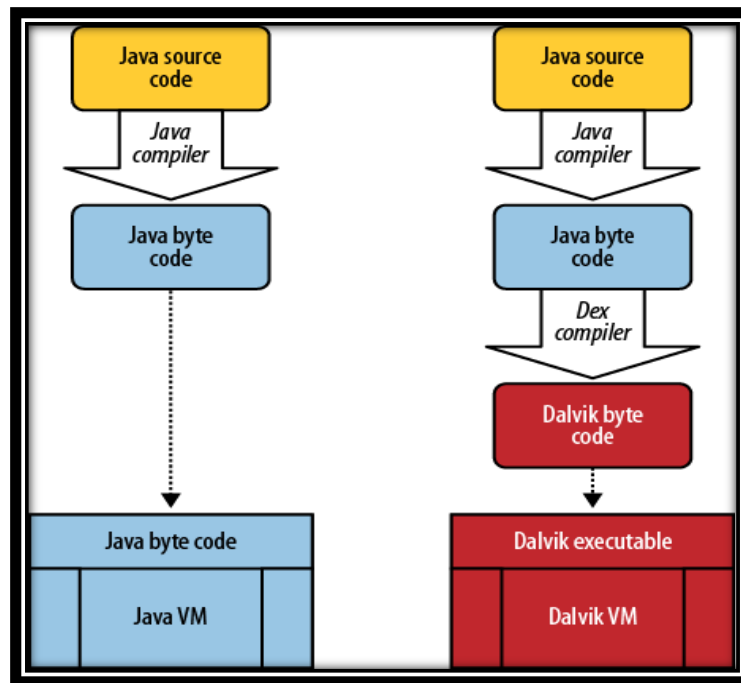 Java source
code
Java
compiler
Java byte
code
Java byte code
Java VM
Java source
code
Java
compiler
Java byte
code
Dex
compiler
Dalvik byte
code
Dalvik executable
Dalvik VM